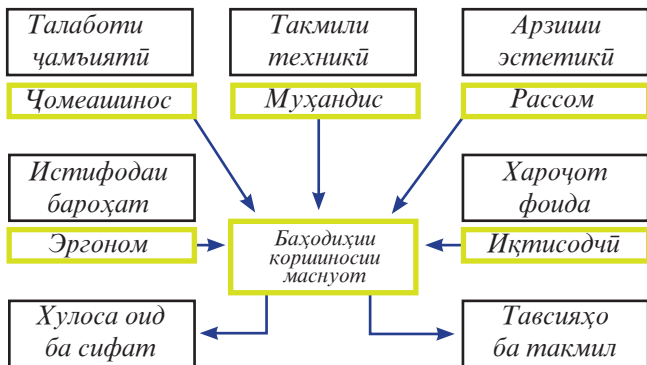 Талаботи
ҷамъиятӣ
Такмили
техникӣ
Арзиши
эстетикӣ
Ҷомеашинос
Муҳандис
Рассом
Истифодаи
бароҳат
Хароҷот
фоида
Эргоном
Баҳодиҳии
коршиносии
маснуот
Иқтисодчӣ
Хулоса оид
ба сифат
Тавсияҳо
ба такмил